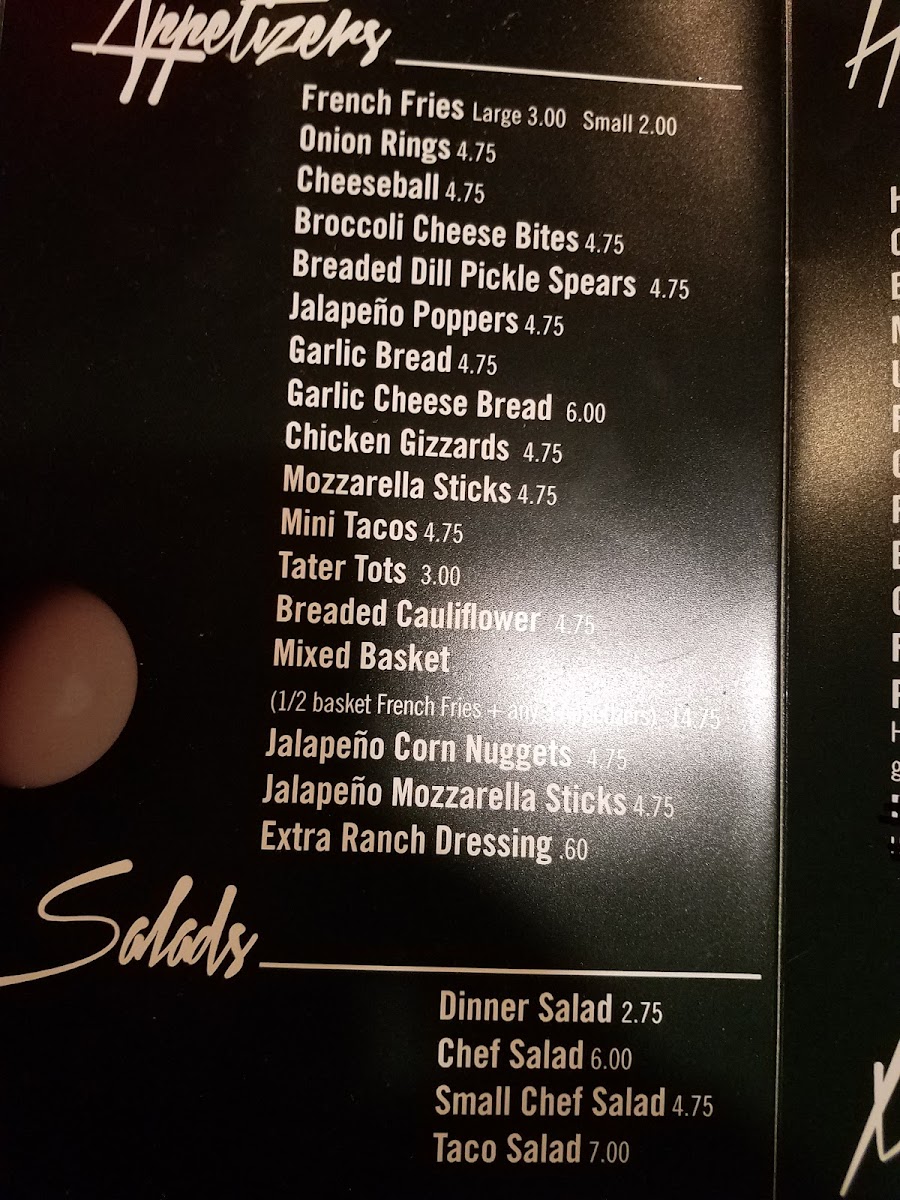 Appetizers
French Fries Large 3.00 Small 2.00
Onion Rings 4.75
Cheeseball 4.75
Broccoli Cheese Bites 4.75
Breaded Dill Pickle Spears 4.75
Jalapeño Poppers 4.75
Garlic Bread 4.75
Garlic Cheese Bread 6.00
Chicken Gizzards 4.75
Mozzarella Sticks 4.75
Mini Tacos 4.75
Tater Tots 3.00
Breaded Cauliflower 4.75
Mixed Basket
(1/2 basket French Fries + any 14.75
Jalapeño Corn Nuggets 4.75
Jalapeño Mozzarella Sticks 4.75
Extra Ranch Dressing .60
Salads
Dinner Salad 2.75
Chef Salad 6.00
Small Chef Salad 4.75
Taco Salad 7.00